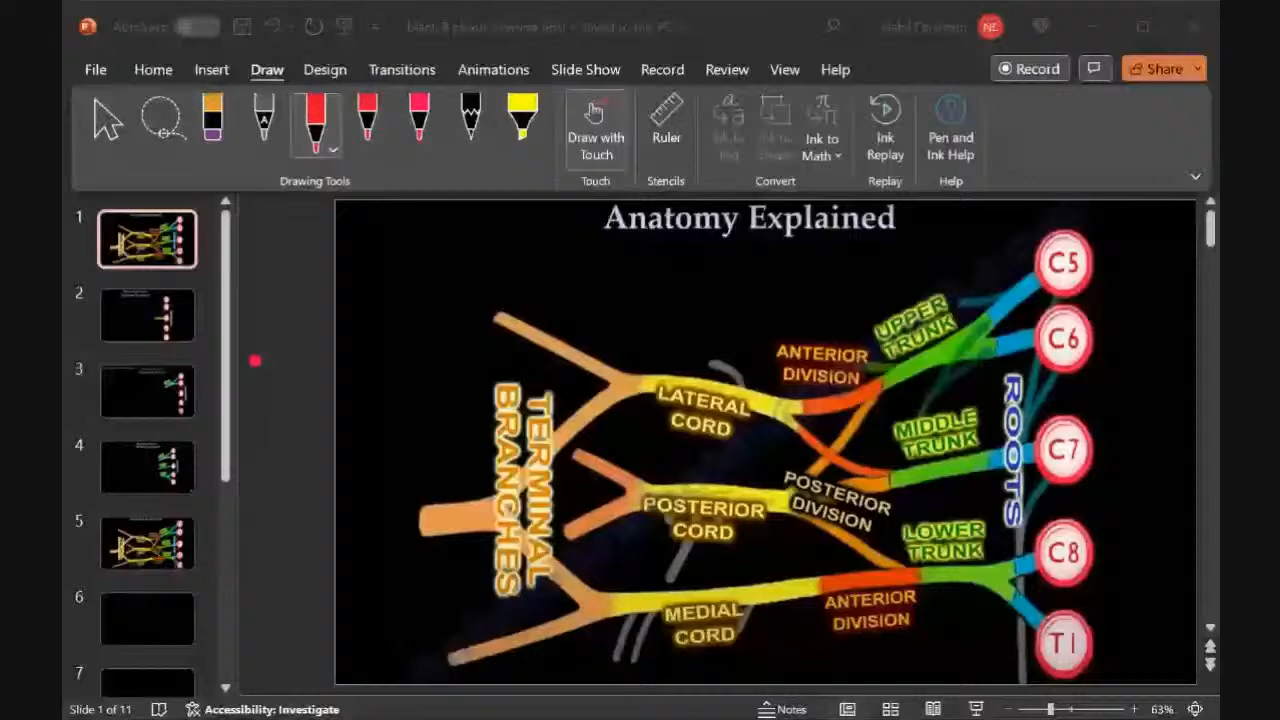 NE
File Home Insert Draw Design Transitions Animations Slide Show Record Review View Help
Record
Share
Draw with Touch
Ruler
Ink to Math
Ink Replay
Pen and Ink Help
Drawing Tools
Touch
Stencils
Convert
Replay
Help
1
2
3
4
5
6
7
Anatomy Explained
C5
UPPER
TRUNK
C6
ANTERIOR
DIVISION
LATERAL
CORD
MIDDLE
TRUNK
ROOTS
C7
TERMINAL
BRANCHES
POSTERIOR
CORD
POSTERIOR
DIVISION
LOWER
TRUNK
C8
MEDIAL
CORD
ANTERIOR
DIVISION
T1
Slide 1 of 11 Accessibility: Investigate Notes 63%